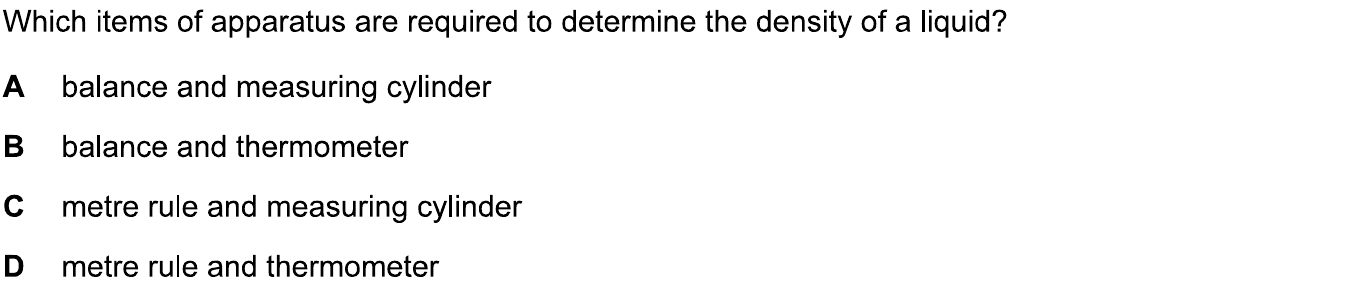 Which items of apparatus are required to determine the density of a liquid?
A balance and measuring cylinder
B balance and thermometer
C metre rule and measuring cylinder
D metre rule and thermometer